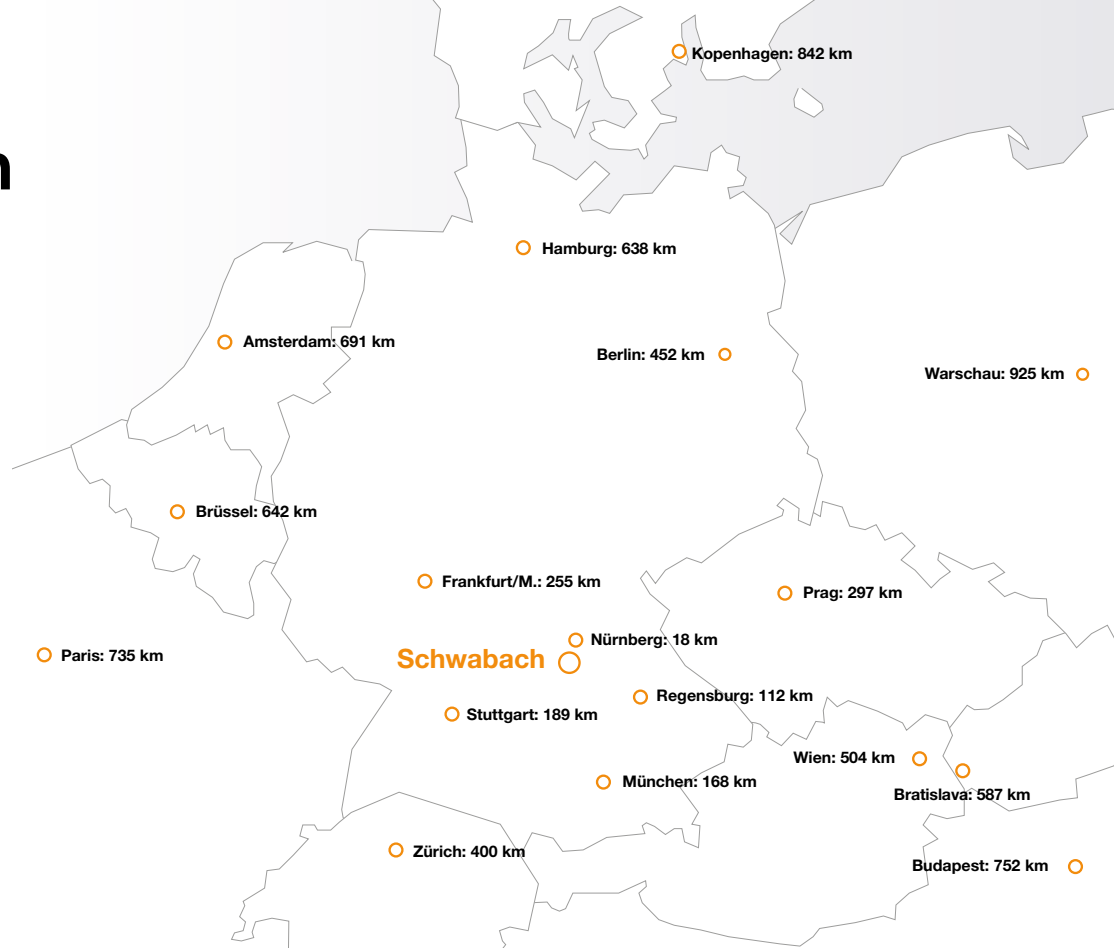 n
Kopenhagen: 842 km
Hamburg: 638 km
Amsterdam: 691 km
Berlin: 452 km
Warschau: 925 km
Brüssel: 642 km
Frankfurt/M.: 255 km
Prag: 297 km
Nürnberg: 18 km
Schwabach
Paris: 735 km
Regensburg: 112 km
Stuttgart: 189 km
Wien: 504 km
München: 168 km
Bratislava: 587 km
Zürich: 400 km
Budapest: 752 km